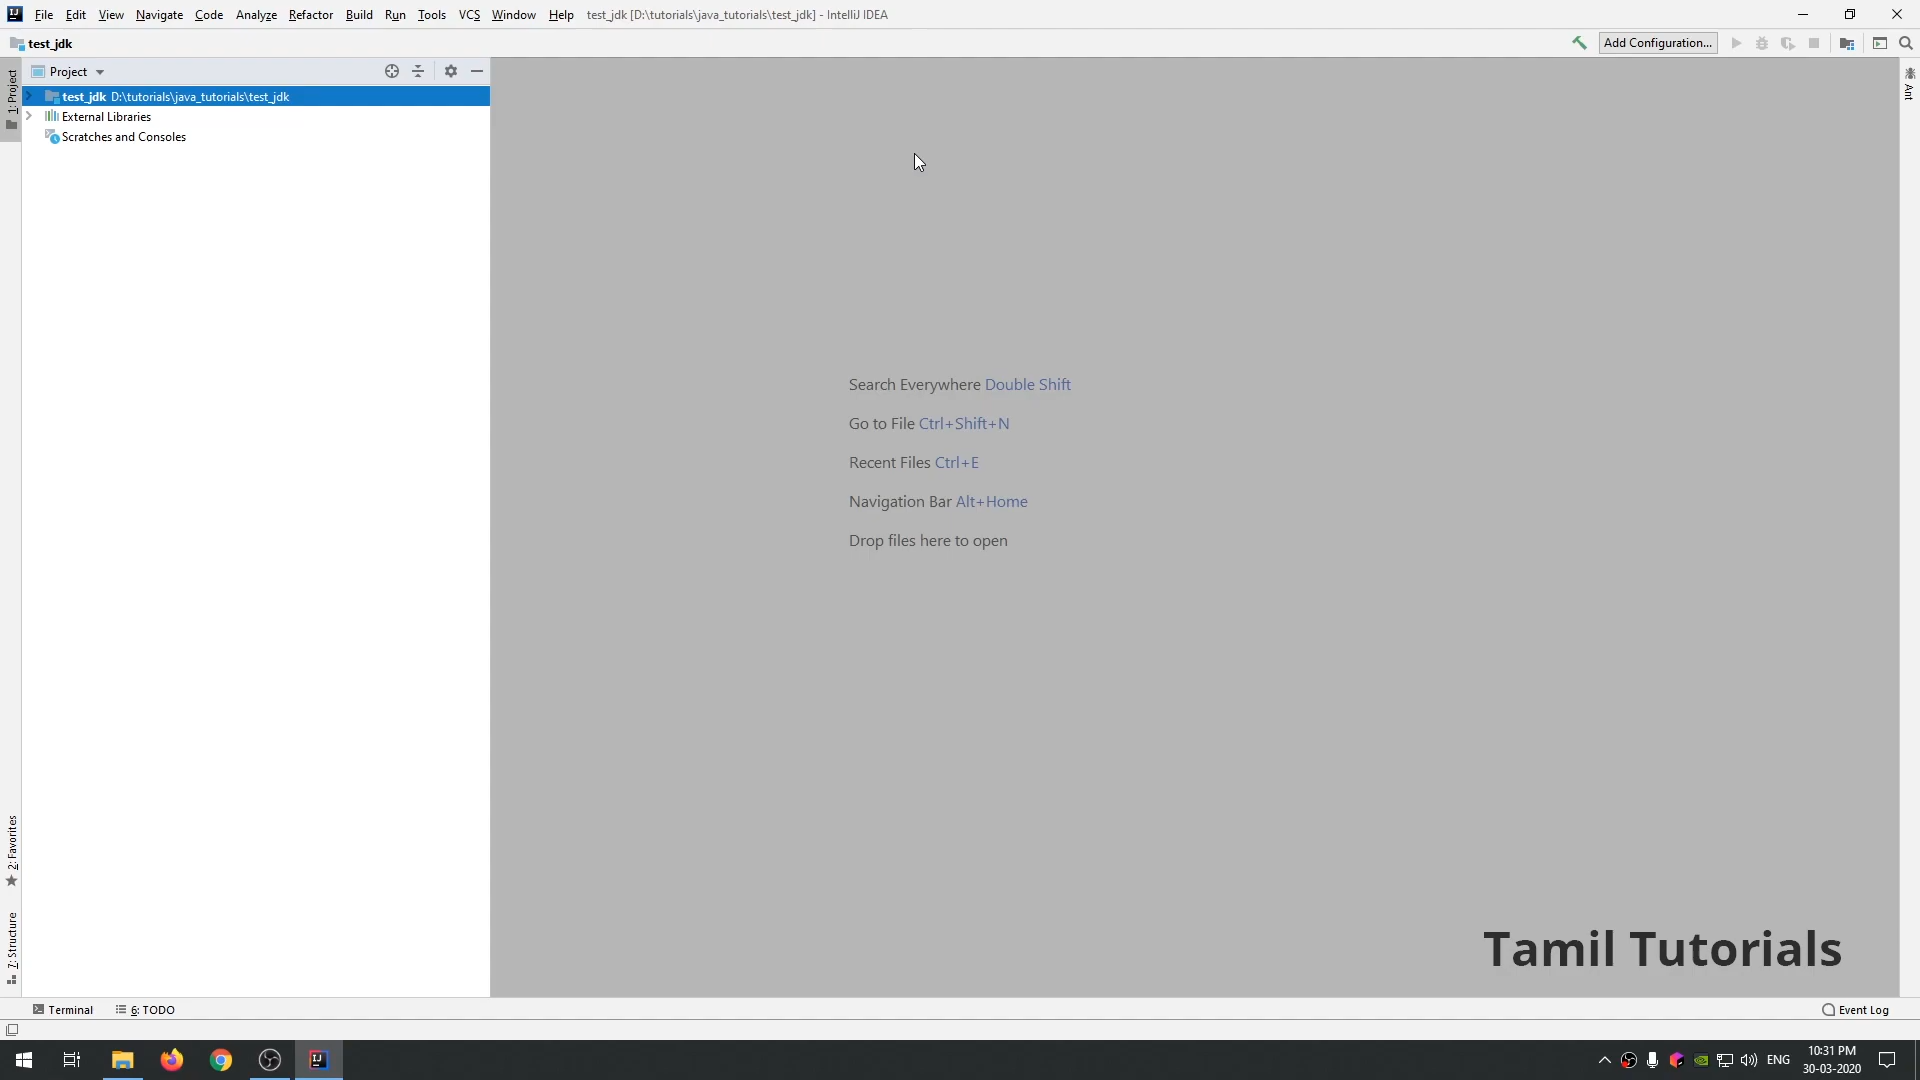 File Edit View Navigate Code Analyze Refactor Build Run Tools VCS Window Help test_jdk [D:\tutorials\java_tutorials\test_jdk] - IntelliJ IDEA
test_jdk
Add Configuration...
1: Project
Project
test_jdk D:\tutorials\java_tutorials\test_jdk
External Libraries
Scratches and Consoles
Ant
Search Everywhere Double Shift
Go to File Ctrl+Shift+N
Recent Files Ctrl+E
Navigation Bar Alt+Home
Drop files here to open
2: Favorites
7: Structure
Tamil Tutorials
Terminal
6: TODO
Event Log
ENG
10:31 PM
30-03-2020